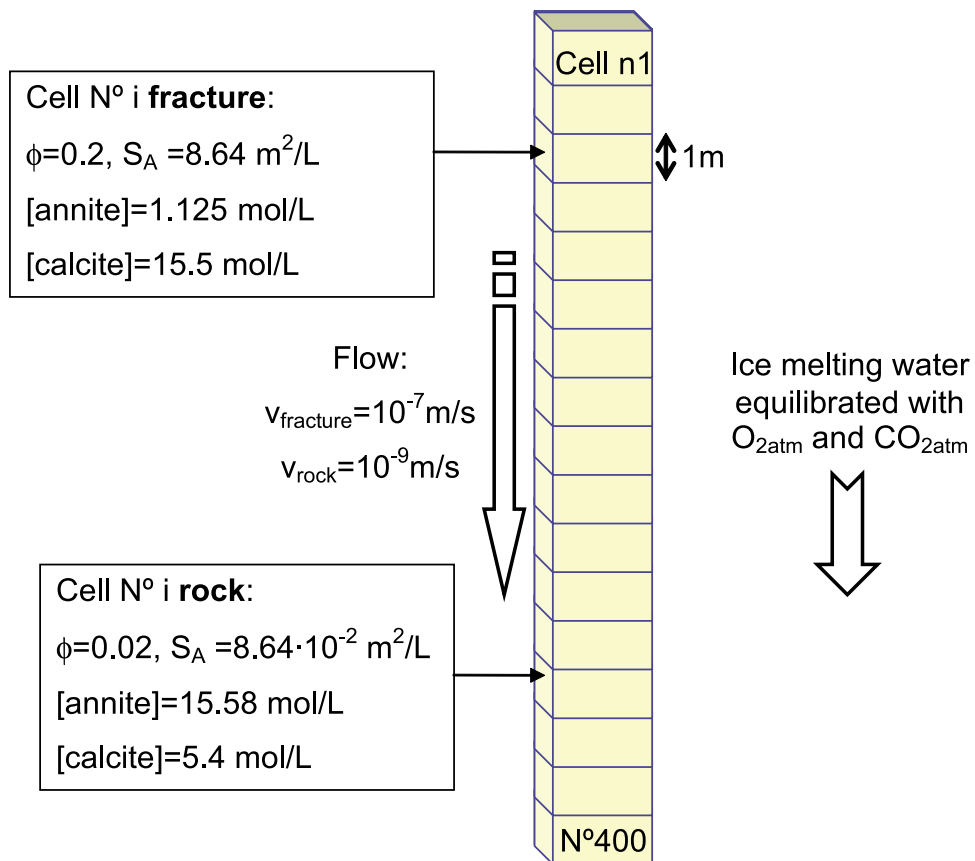 Cell n1
Cell Nº i fracture:
ϕ=0.2, S_A =8.64 m²/L
[annite]=1.125 mol/L
[calcite]=15.5 mol/L
1m
Flow:
v_fracture=10⁻⁷m/s
v_rock=10⁻⁹m/s
Ice melting water
equilibrated with
O₂atm and CO₂atm
Cell Nº i rock:
ϕ=0.02, S_A =8.64·10⁻² m²/L
[annite]=15.58 mol/L
[calcite]=5.4 mol/L
Nº400